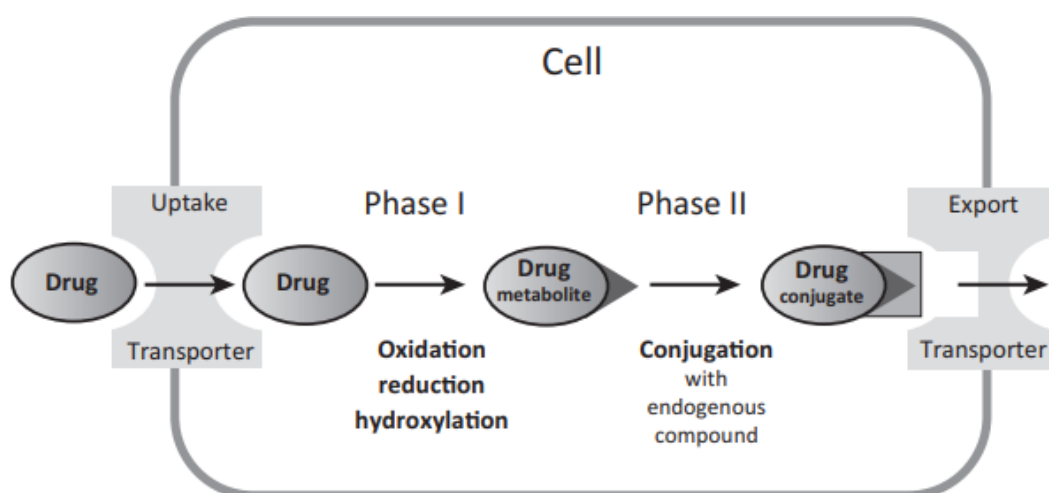 Cell
Uptake
Transporter
Phase I
Phase II
Export
Transporter
Drug
Drug
Drug
metabolite
Drug
conjugate
Oxidation
reduction
hydroxylation
Conjugation
with
endogenous
compound